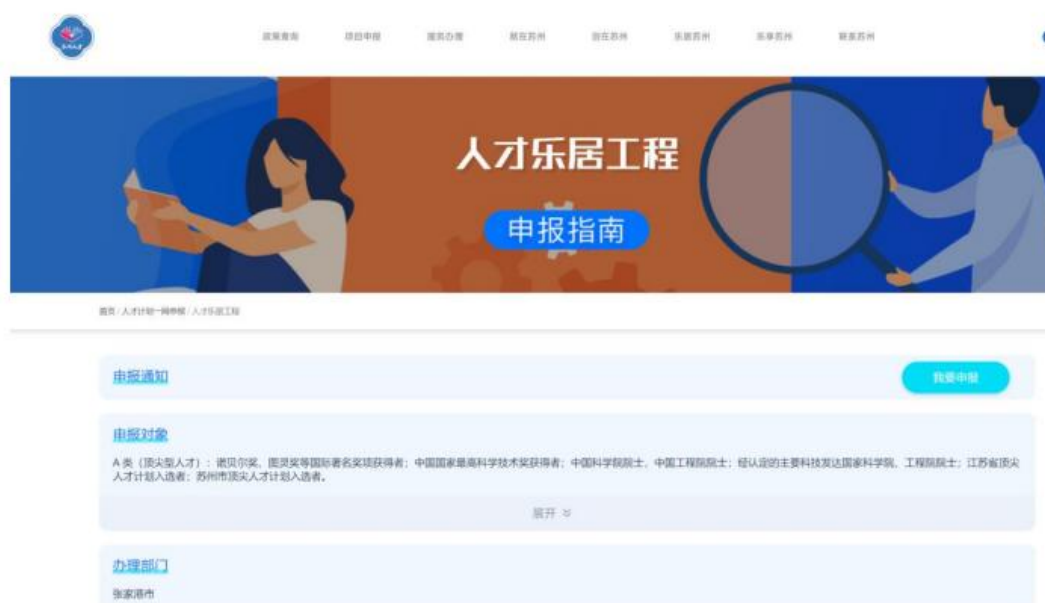 苏州人才
政策查询 项目申报 服务办理 就在苏州 创在苏州 乐居苏州 乐享苏州 联系苏州
人才乐居工程
申报指南
首页 / 人才计划一网申报 / 人才乐居工程
申报通知
我要申报
申报对象
A 类（顶尖型人才）：诺贝尔奖、图灵奖等国际著名奖项获得者；中国国家最高科学技术奖获得者；中国科学院院士、中国工程院院士；经认定的主要科技发达国家科学院、工程院院士；江苏省顶尖
人才计划入选者；苏州市顶尖人才计划入选者。
展开
办理部门
张家港市